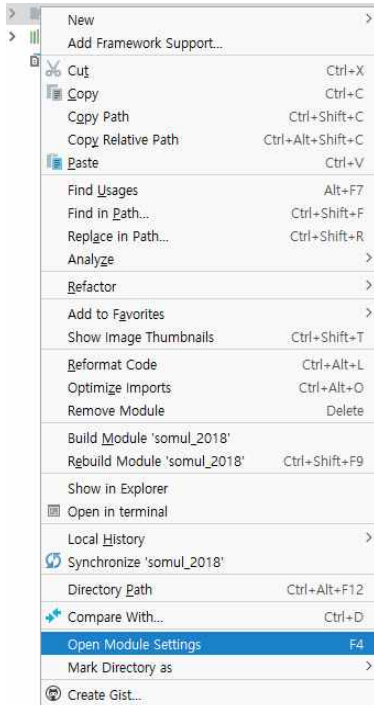 New
Add Framework Support...
Cut Ctrl+X
Copy Ctrl+C
Copy Path Ctrl+Shift+C
Copy Relative Path Ctrl+Alt+Shift+C
Paste Ctrl+V
Find Usages Alt+F7
Find in Path... Ctrl+Shift+F
Replace in Path... Ctrl+Shift+R
Analyze
Refactor
Add to Favorites
Show Image Thumbnails Ctrl+Shift+T
Reformat Code Ctrl+Alt+L
Optimize Imports Ctrl+Alt+O
Remove Module Delete
Build Module 'somul_2018'
Rebuild Module 'somul_2018' Ctrl+Shift+F9
Show in Explorer
Open in terminal
Local History
Synchronize 'somul_2018'
Directory Path Ctrl+Alt+F12
Compare With... Ctrl+D
Open Module Settings F4
Mark Directory as
Create Gist...